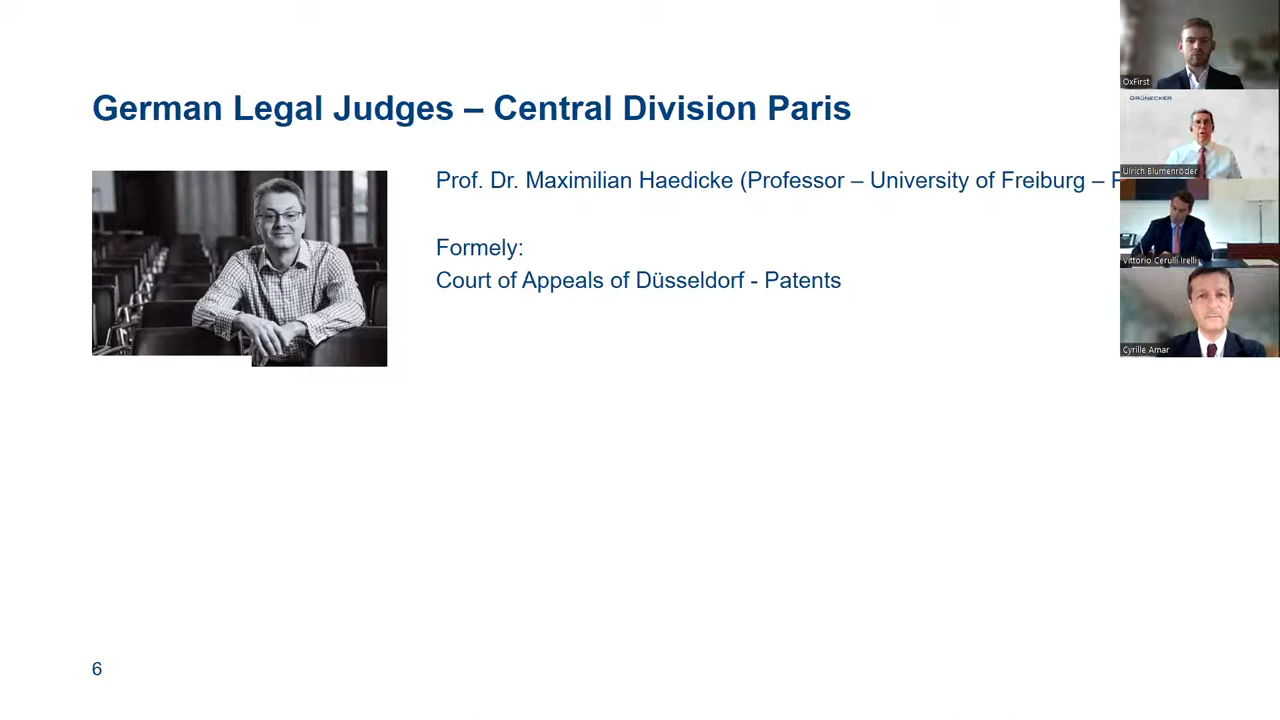 German Legal Judges – Central Division Paris
Prof. Dr. Maximilian Haedicke (Professor – University of Freiburg –
Formely:
Court of Appeals of Düsseldorf - Patents
6
OxFirst
GRÜNECKER
Ulrich Blumenröder
Vittorio Cerulli Irelli
Cyrille Amar